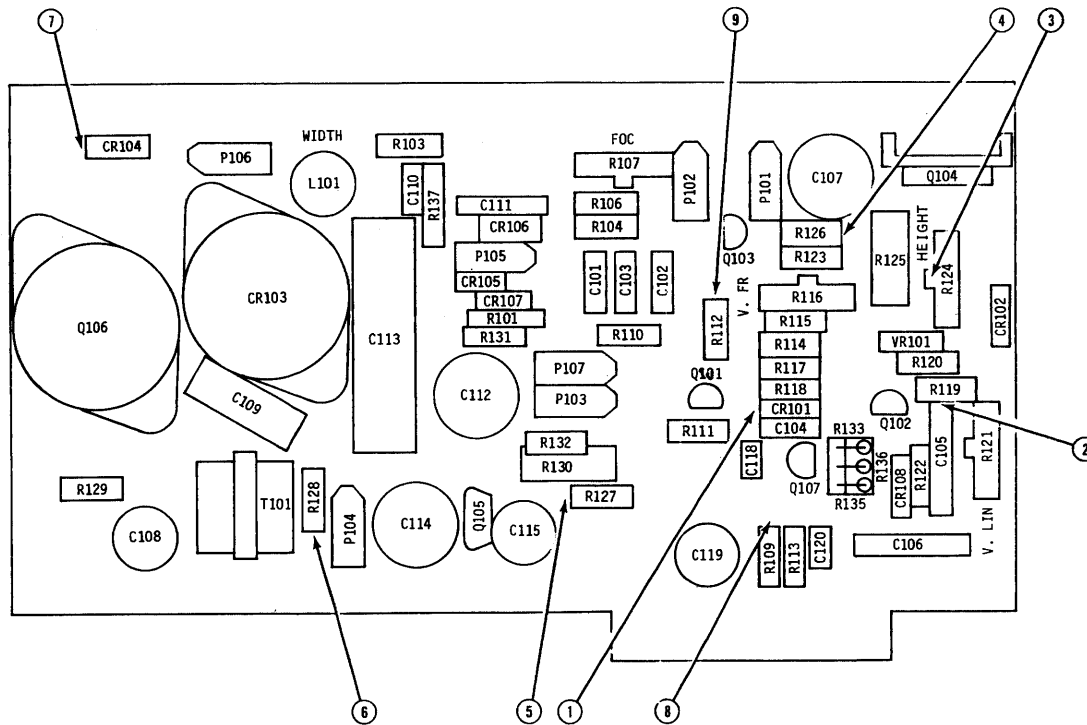 7
9
4
3
CR104
P106
WIDTH
L101
R103
C110
R137
FOC
R107
P102
P101
C107
Q104
C111
CR106
R106
R104
Q103
R126
R123
R125
HEIGHT
R124
P105
CR105
CR107
R101
R131
C101
C103
C102
R110
R112
V. FR
R116
R115
R114
R117
R118
CR101
C104
CR102
VR101
R120
R119
Q106
CR103
C113
C109
C112
P107
P103
Q101
R111
Q102
R133
R136
R135
2
C105
R121
R132
R130
R127
C118
Q107
CR108
R122
V. LIN
R129
T101
R128
P104
C114
Q105
C115
C108
C119
R109
R113
C120
C106
6
5
1
8